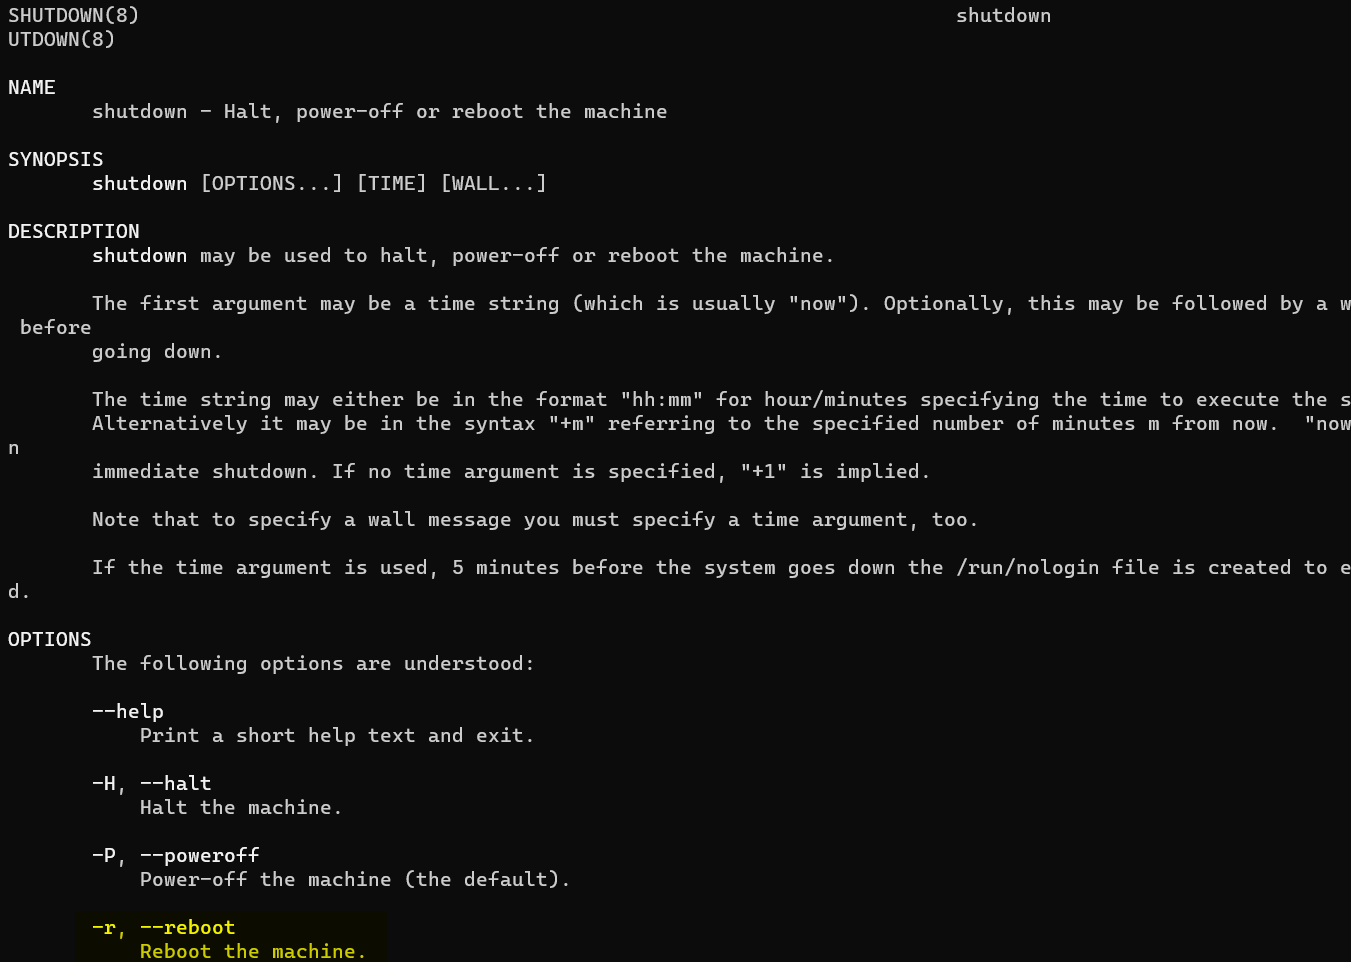 SHUTDOWN(8) shutdown
UTDOWN(8)
NAME
shutdown - Halt, power-off or reboot the machine
SYNOPSIS
shutdown [OPTIONS...] [TIME] [WALL...]
DESCRIPTION
shutdown may be used to halt, power-off or reboot the machine.
The first argument may be a time string (which is usually "now"). Optionally, this may be followed by a w
before
going down.
The time string may either be in the format "hh:mm" for hour/minutes specifying the time to execute the s
Alternatively it may be in the syntax "+m" referring to the specified number of minutes m from now. "now
n
immediate shutdown. If no time argument is specified, "+1" is implied.
Note that to specify a wall message you must specify a time argument, too.
If the time argument is used, 5 minutes before the system goes down the /run/nologin file is created to e
d.
OPTIONS
The following options are understood:
--help
Print a short help text and exit.
-H, --halt
Halt the machine.
-P, --poweroff
Power-off the machine (the default).
-r, --reboot
Reboot the machine.